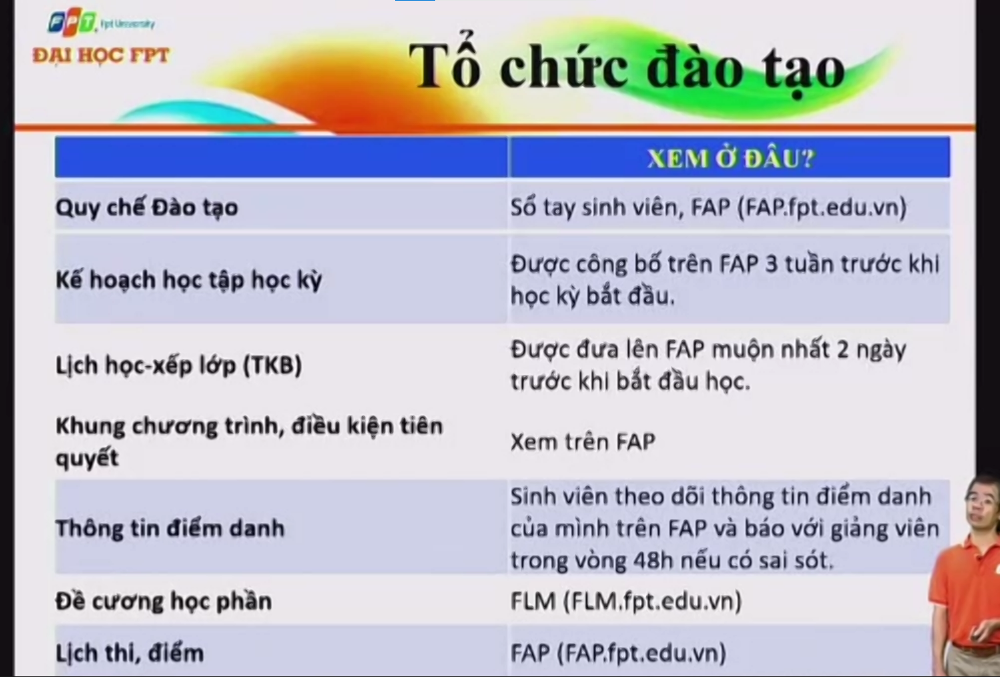 FPT. Fpt University
ĐẠI HỌC FPT
Tổ chức đào tạo
XEM Ở ĐÂU?
Quy chế Đào tạo
Sổ tay sinh viên, FAP (FAP.fpt.edu.vn)
Kế hoạch học tập học kỳ
Được công bố trên FAP 3 tuần trước khi
học kỳ bắt đầu.
Lịch học-xếp lớp (TKB)
Được đưa lên FAP muộn nhất 2 ngày
trước khi bắt đầu học.
Khung chương trình, điều kiện tiên
quyết
Xem trên FAP
Thông tin điểm danh
Sinh viên theo dõi thông tin điểm danh
của mình trên FAP và báo với giảng viên
trong vòng 48h nếu có sai sót.
Đề cương học phần
FLM (FLM.fpt.edu.vn)
Lịch thi, điểm
FAP (FAP.fpt.edu.vn)